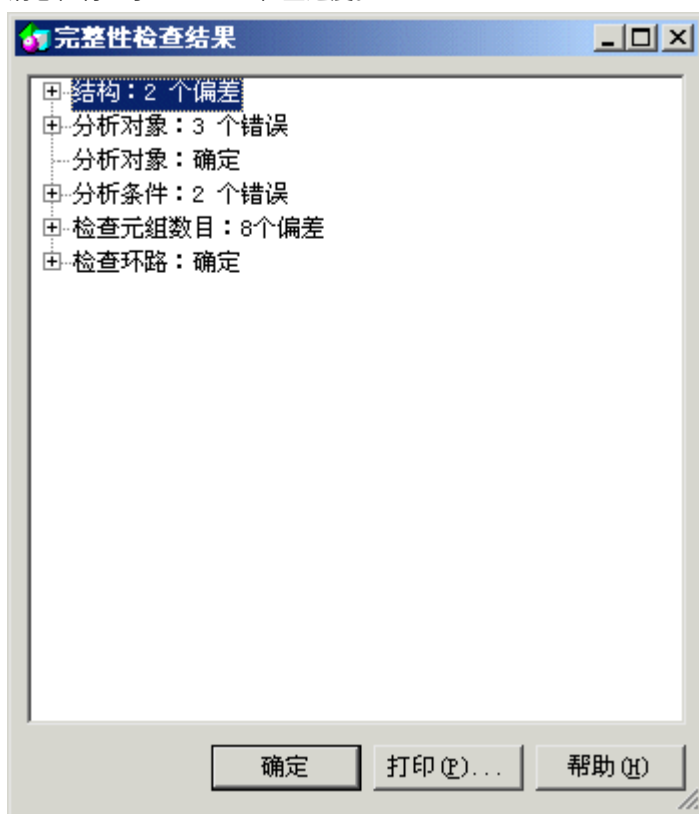 完整性检查结果
结构：2 个偏差
分析对象：3 个错误
分析对象：确定
分析条件：2 个错误
检查元组数目：8个偏差
检查环路：确定
确定
打印(P)...
帮助(H)